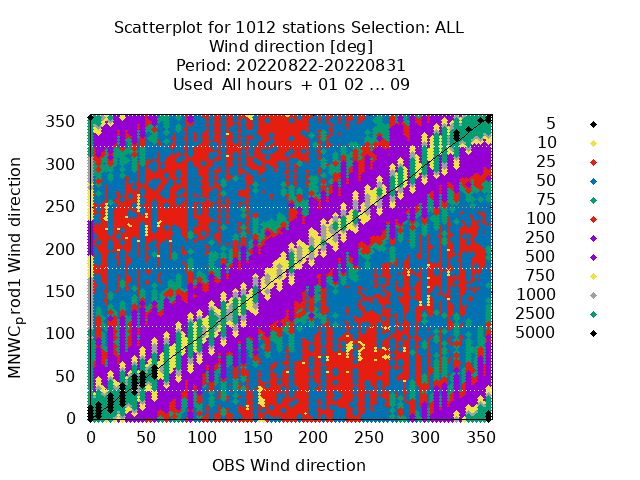 Scatterplot for 1012 stations Selection: ALL
Wind direction [deg]
Period: 20220822-20220831
Used  All hours  + 01 02 ... 09
MNWCprod1 Wind direction
350
300
250
200
150
100
50
0
0 50 100 150 200 250 300 350
OBS Wind direction
5
10
25
50
75
100
250
500
750
1000
2500
5000